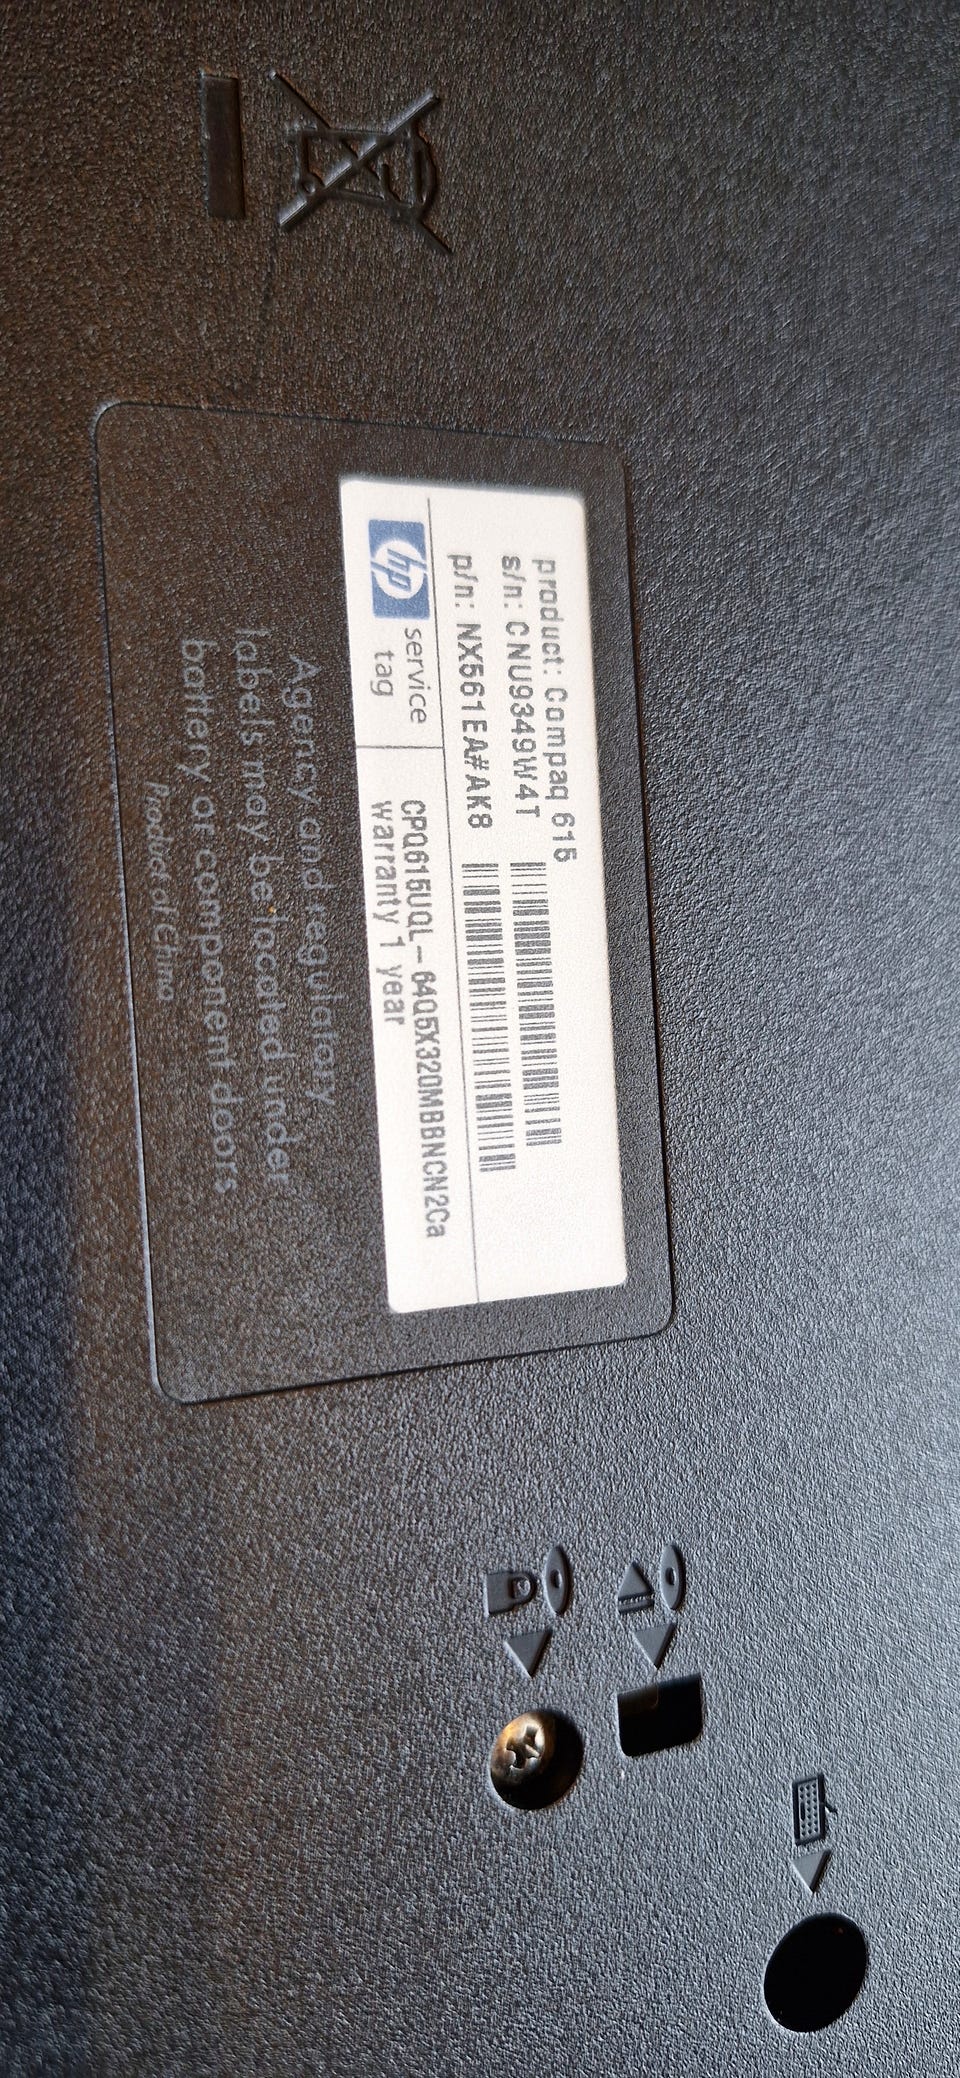 product: Compaq 615
s/n: CNU9349W4T
p/n: NX561EA#AK8
hp service tag
CPQ615UQL-64Q5X320MBBNCN2Ca
warranty 1 year
Agency and regulatory
labels may be located under
battery or component doors
Product of China